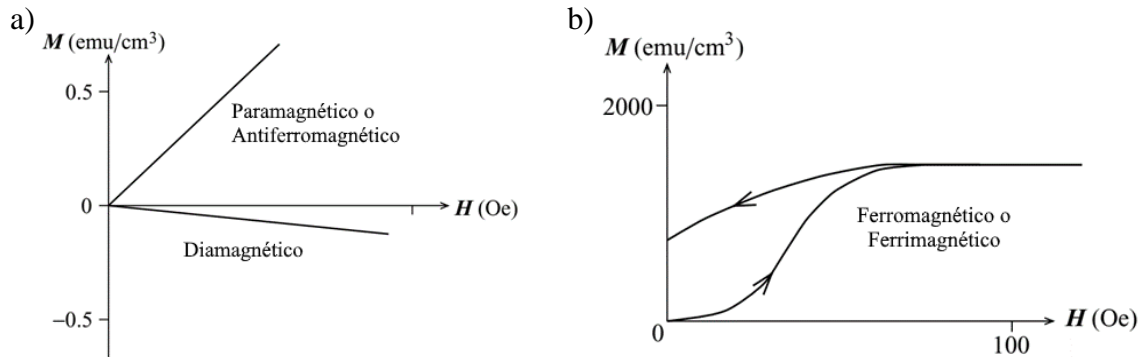 a)
M (emu/cm³)
0.5
Paramagnético o
Antiferromagnético
0
H (Oe)
Diamagnético
−0.5
b)
M (emu/cm³)
2000
Ferromagnético o
Ferrimagnético
0
H (Oe)
100